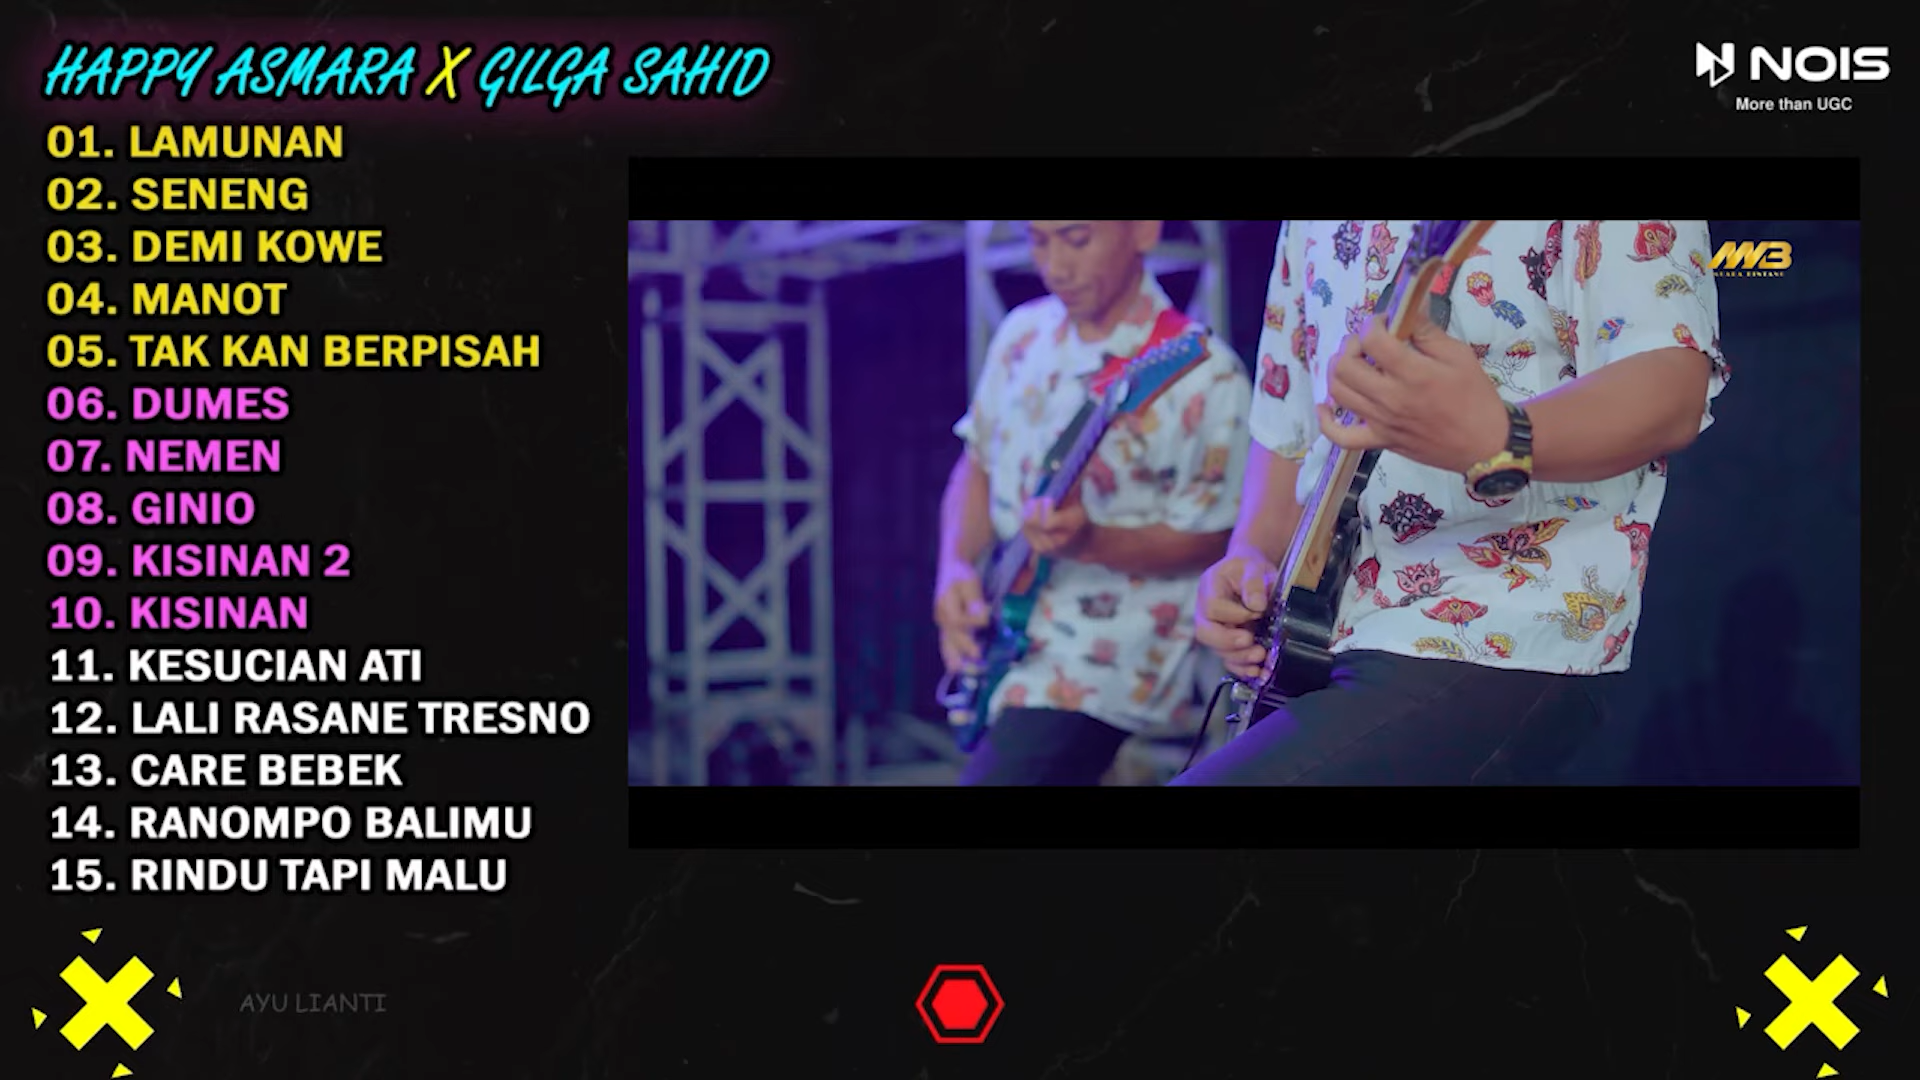 HAPPY ASMARA X GILGA SAHID
NOIS
More than UGC
01. LAMUNAN
02. SENENG
03. DEMI KOWE
04. MANOT
05. TAK KAN BERPISAH
06. DUMES
07. NEMEN
08. GINIO
09. KISINAN 2
10. KISINAN
11. KESUCIAN ATI
12. LALI RASANE TRESNO
13. CARE BEBEK
14. RANOMPO BALIMU
15. RINDU TAPI MALU
AYU LIANTI